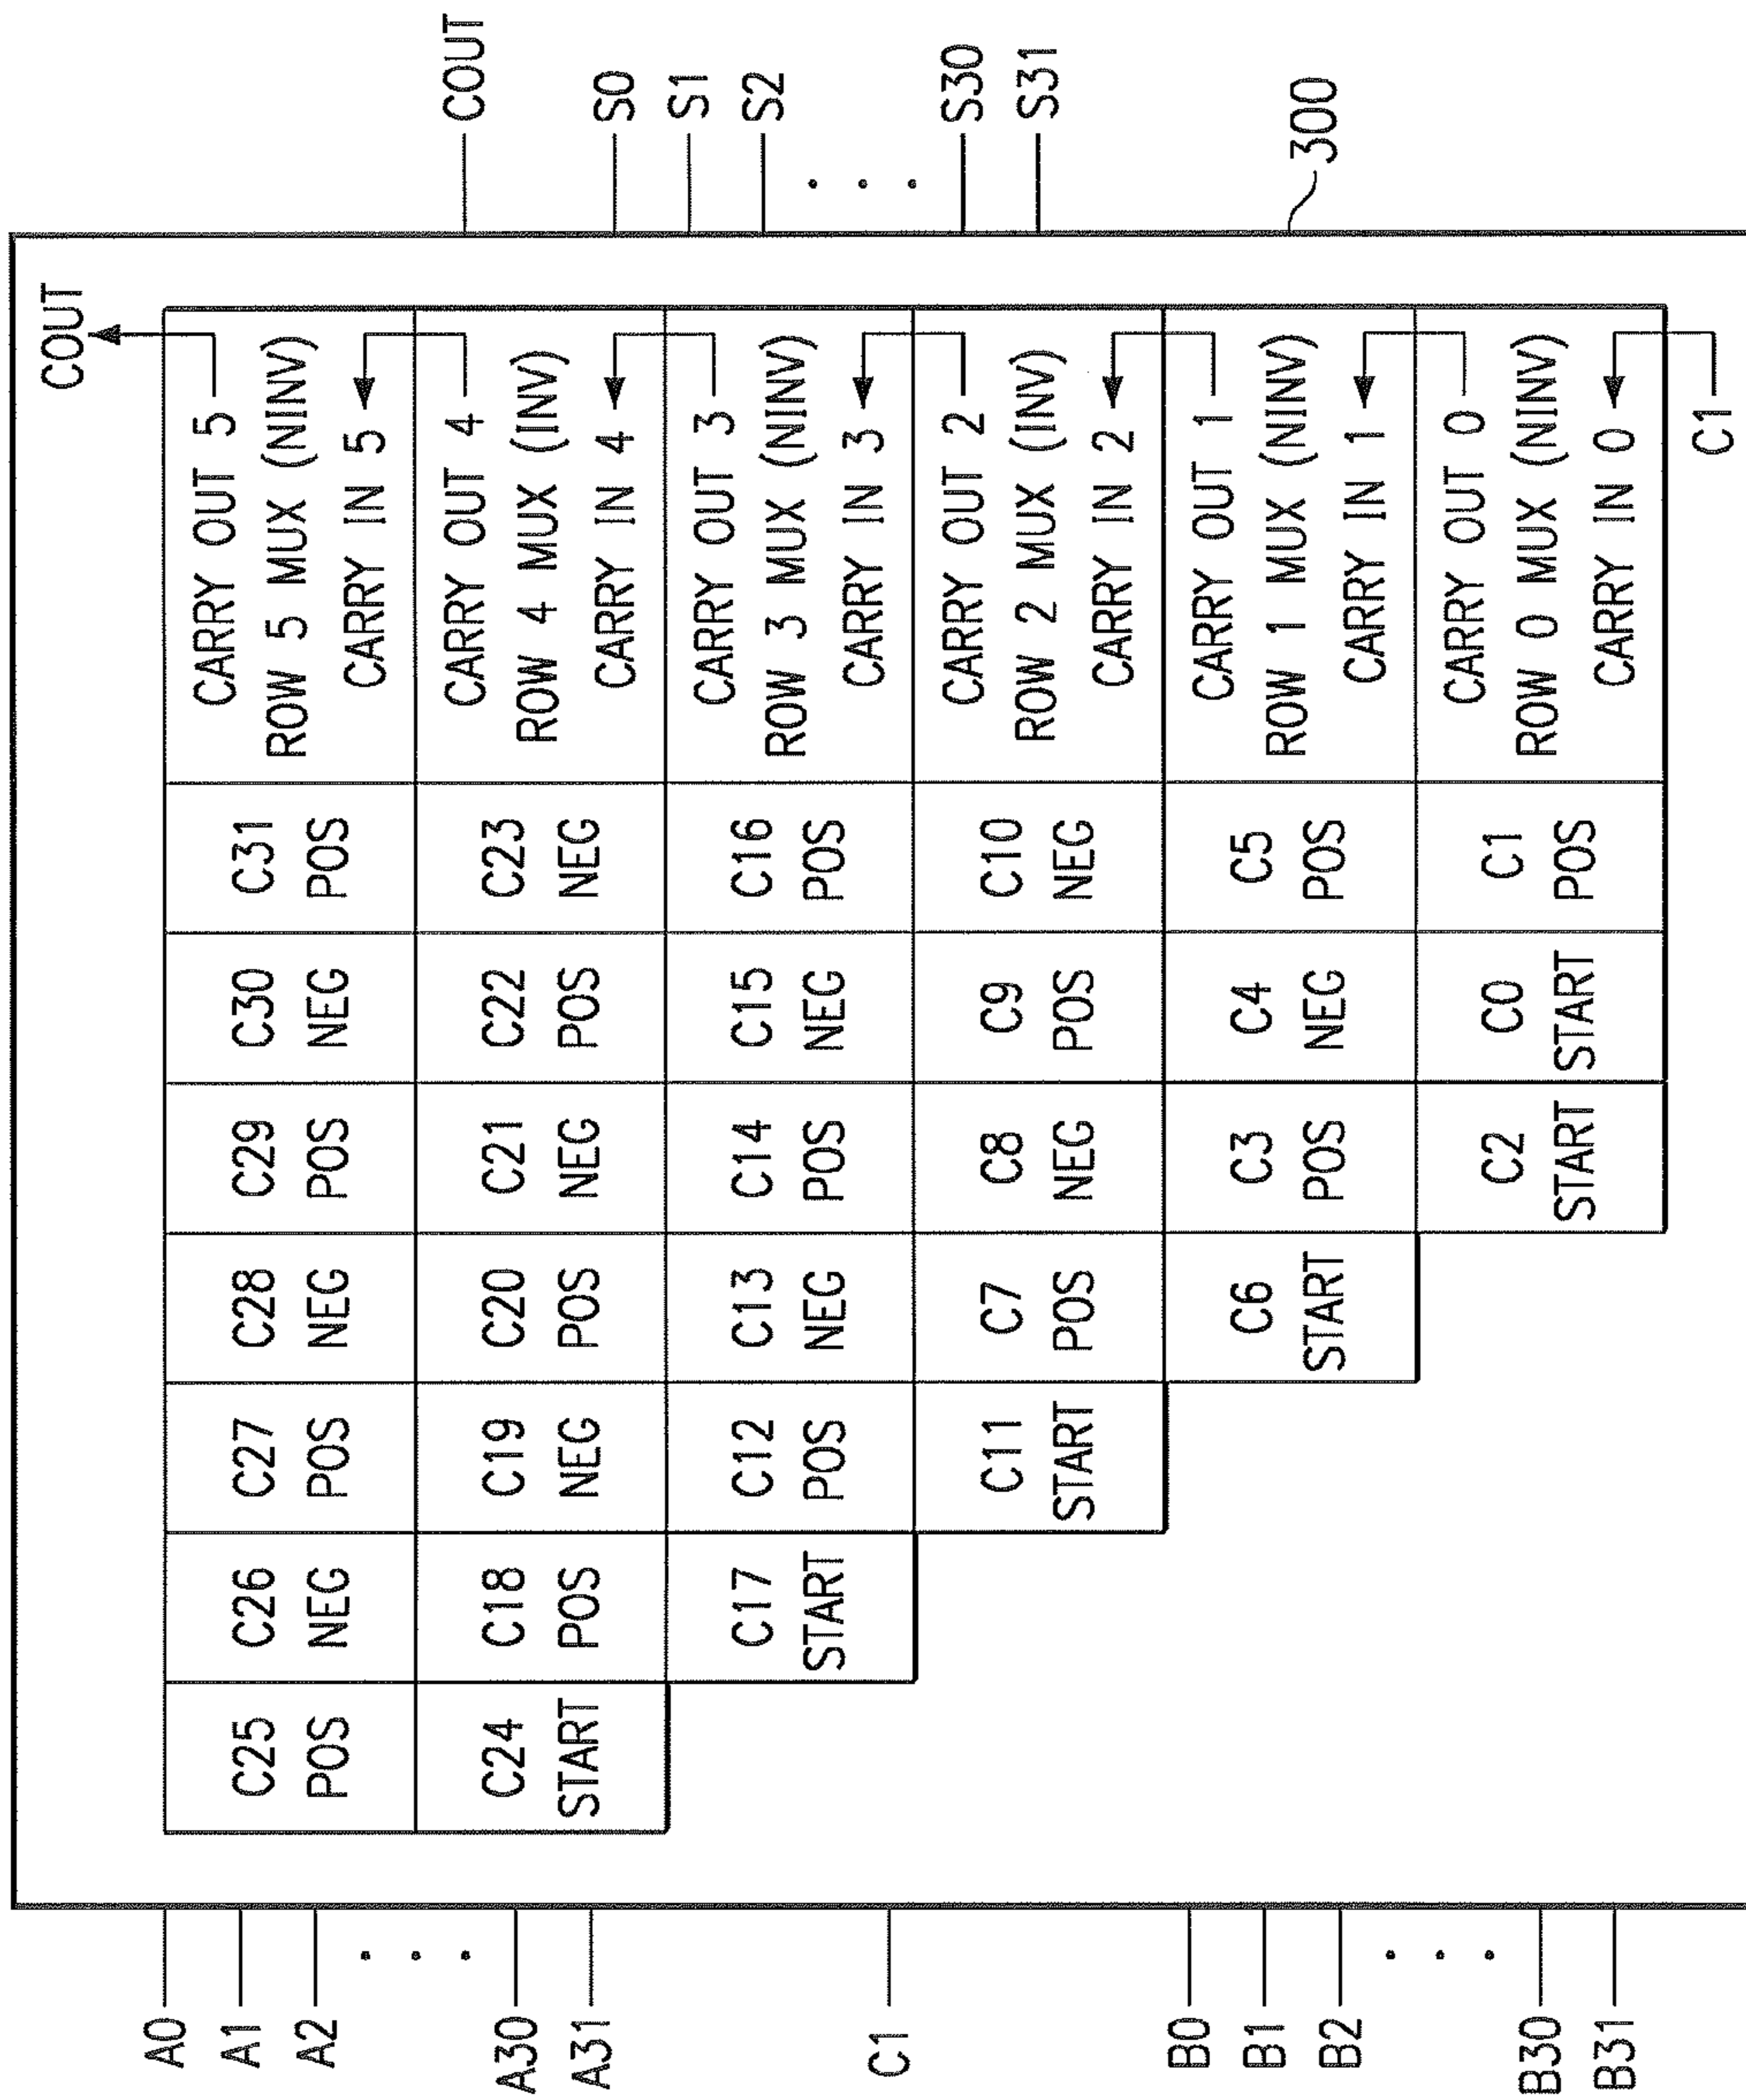 COUT
A0
A1
A2
A30
A31
C1
B0
B1
B2
B30
B31
C25 POS
C26 NEG
C27 POS
C28 NEG
C29 POS
C30 NEG
C31 POS
CARRY OUT 5
ROW 5 MUX (NINV)
CARRY IN 5
C24 START
C18 POS
C19 NEG
C20 POS
C21 NEG
C22 POS
C23 NEG
CARRY OUT 4
ROW 4 MUX (INV)
CARRY IN 4
C17 START
C12 POS
C13 NEG
C14 POS
C15 NEG
C16 POS
CARRY OUT 3
ROW 3 MUX (NINV)
CARRY IN 3
C11 START
C7 POS
C8 NEG
C9 POS
C10 NEG
CARRY OUT 2
ROW 2 MUX (INV)
CARRY IN 2
C6 START
C3 POS
C4 NEG
C5 POS
CARRY OUT 1
ROW 1 MUX (NINV)
CARRY IN 1
C2 START
C0 START
C1 POS
CARRY OUT 0
ROW 0 MUX (NINV)
CARRY IN 0
C1
COUT
S0
S1
S2
S30
S31
300